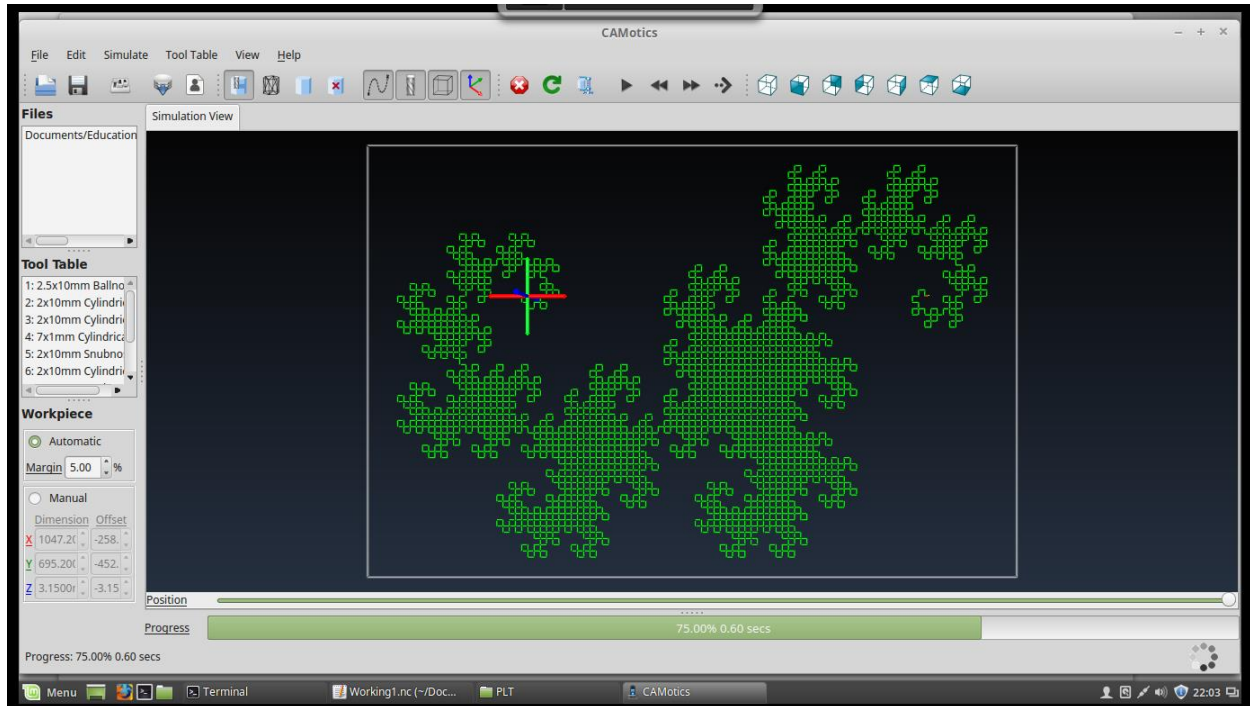 CAMotics
File Edit Simulate Tool Table View Help
Files
Simulation View
Documents/Education
Tool Table
1: 2.5x10mm Ballno
2: 2x10mm Cylindri
3: 2x10mm Cylindri
4: 7x1mm Cylindrica
5: 2x10mm Snubno
6: 2x10mm Cylindri
Workpiece
Automatic
Margin 5.00 %
Manual
Dimension Offset
X 1047.2( -258.
Y 695.20( -452.
Z 3.1500r -3.15
Position
Progress 75.00% 0.60 secs
Progress: 75.00% 0.60 secs
Menu Terminal Working1.nc (~/Doc... PLT CAMotics 22:03